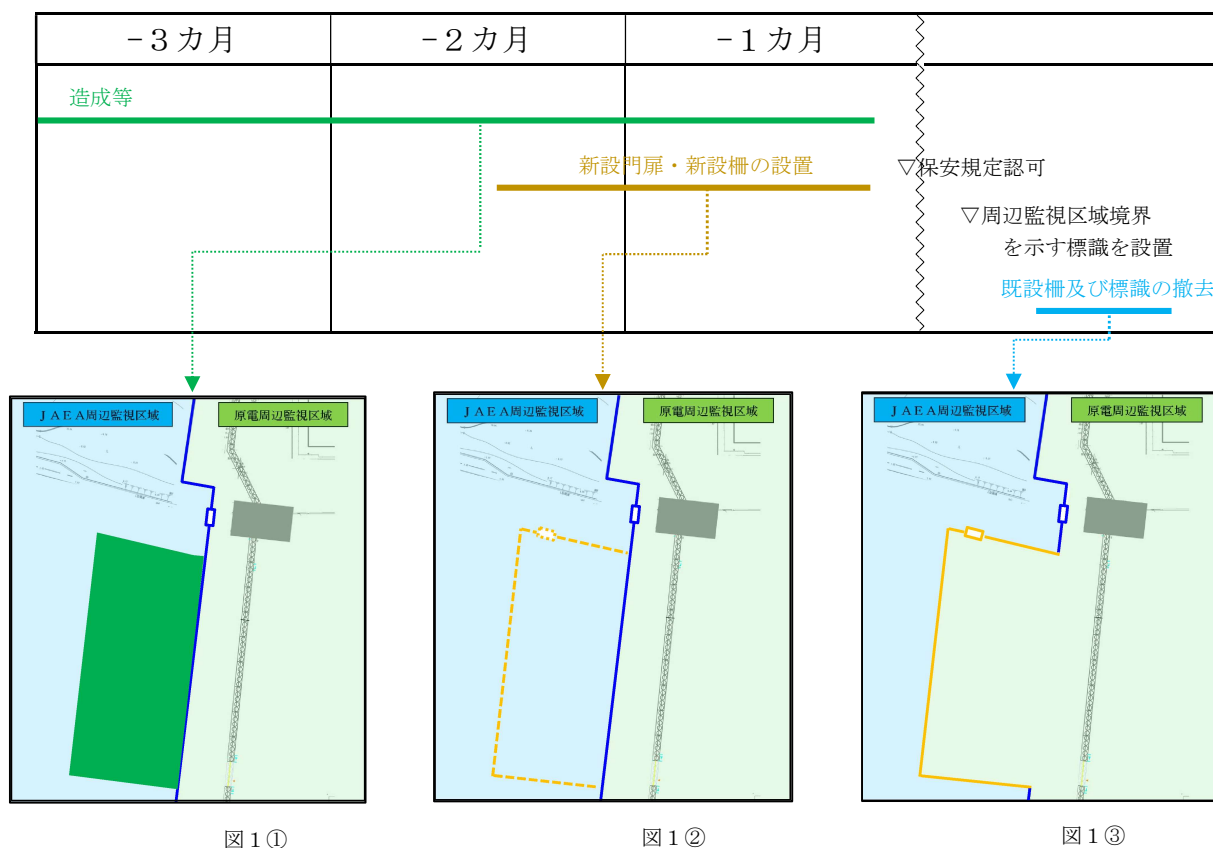 -３カ月
-２カ月
-１カ月
造成等
新設門扉・新設柵の設置
▽保安規定認可
▽周辺監視区域境界
を示す標識を設置
既設柵及び標識の撤去
ＪＡＥＡ周辺監視区域
原電周辺監視区域
ＪＡＥＡ周辺監視区域
原電周辺監視区域
ＪＡＥＡ周辺監視区域
原電周辺監視区域
図１①
図１②
図１③